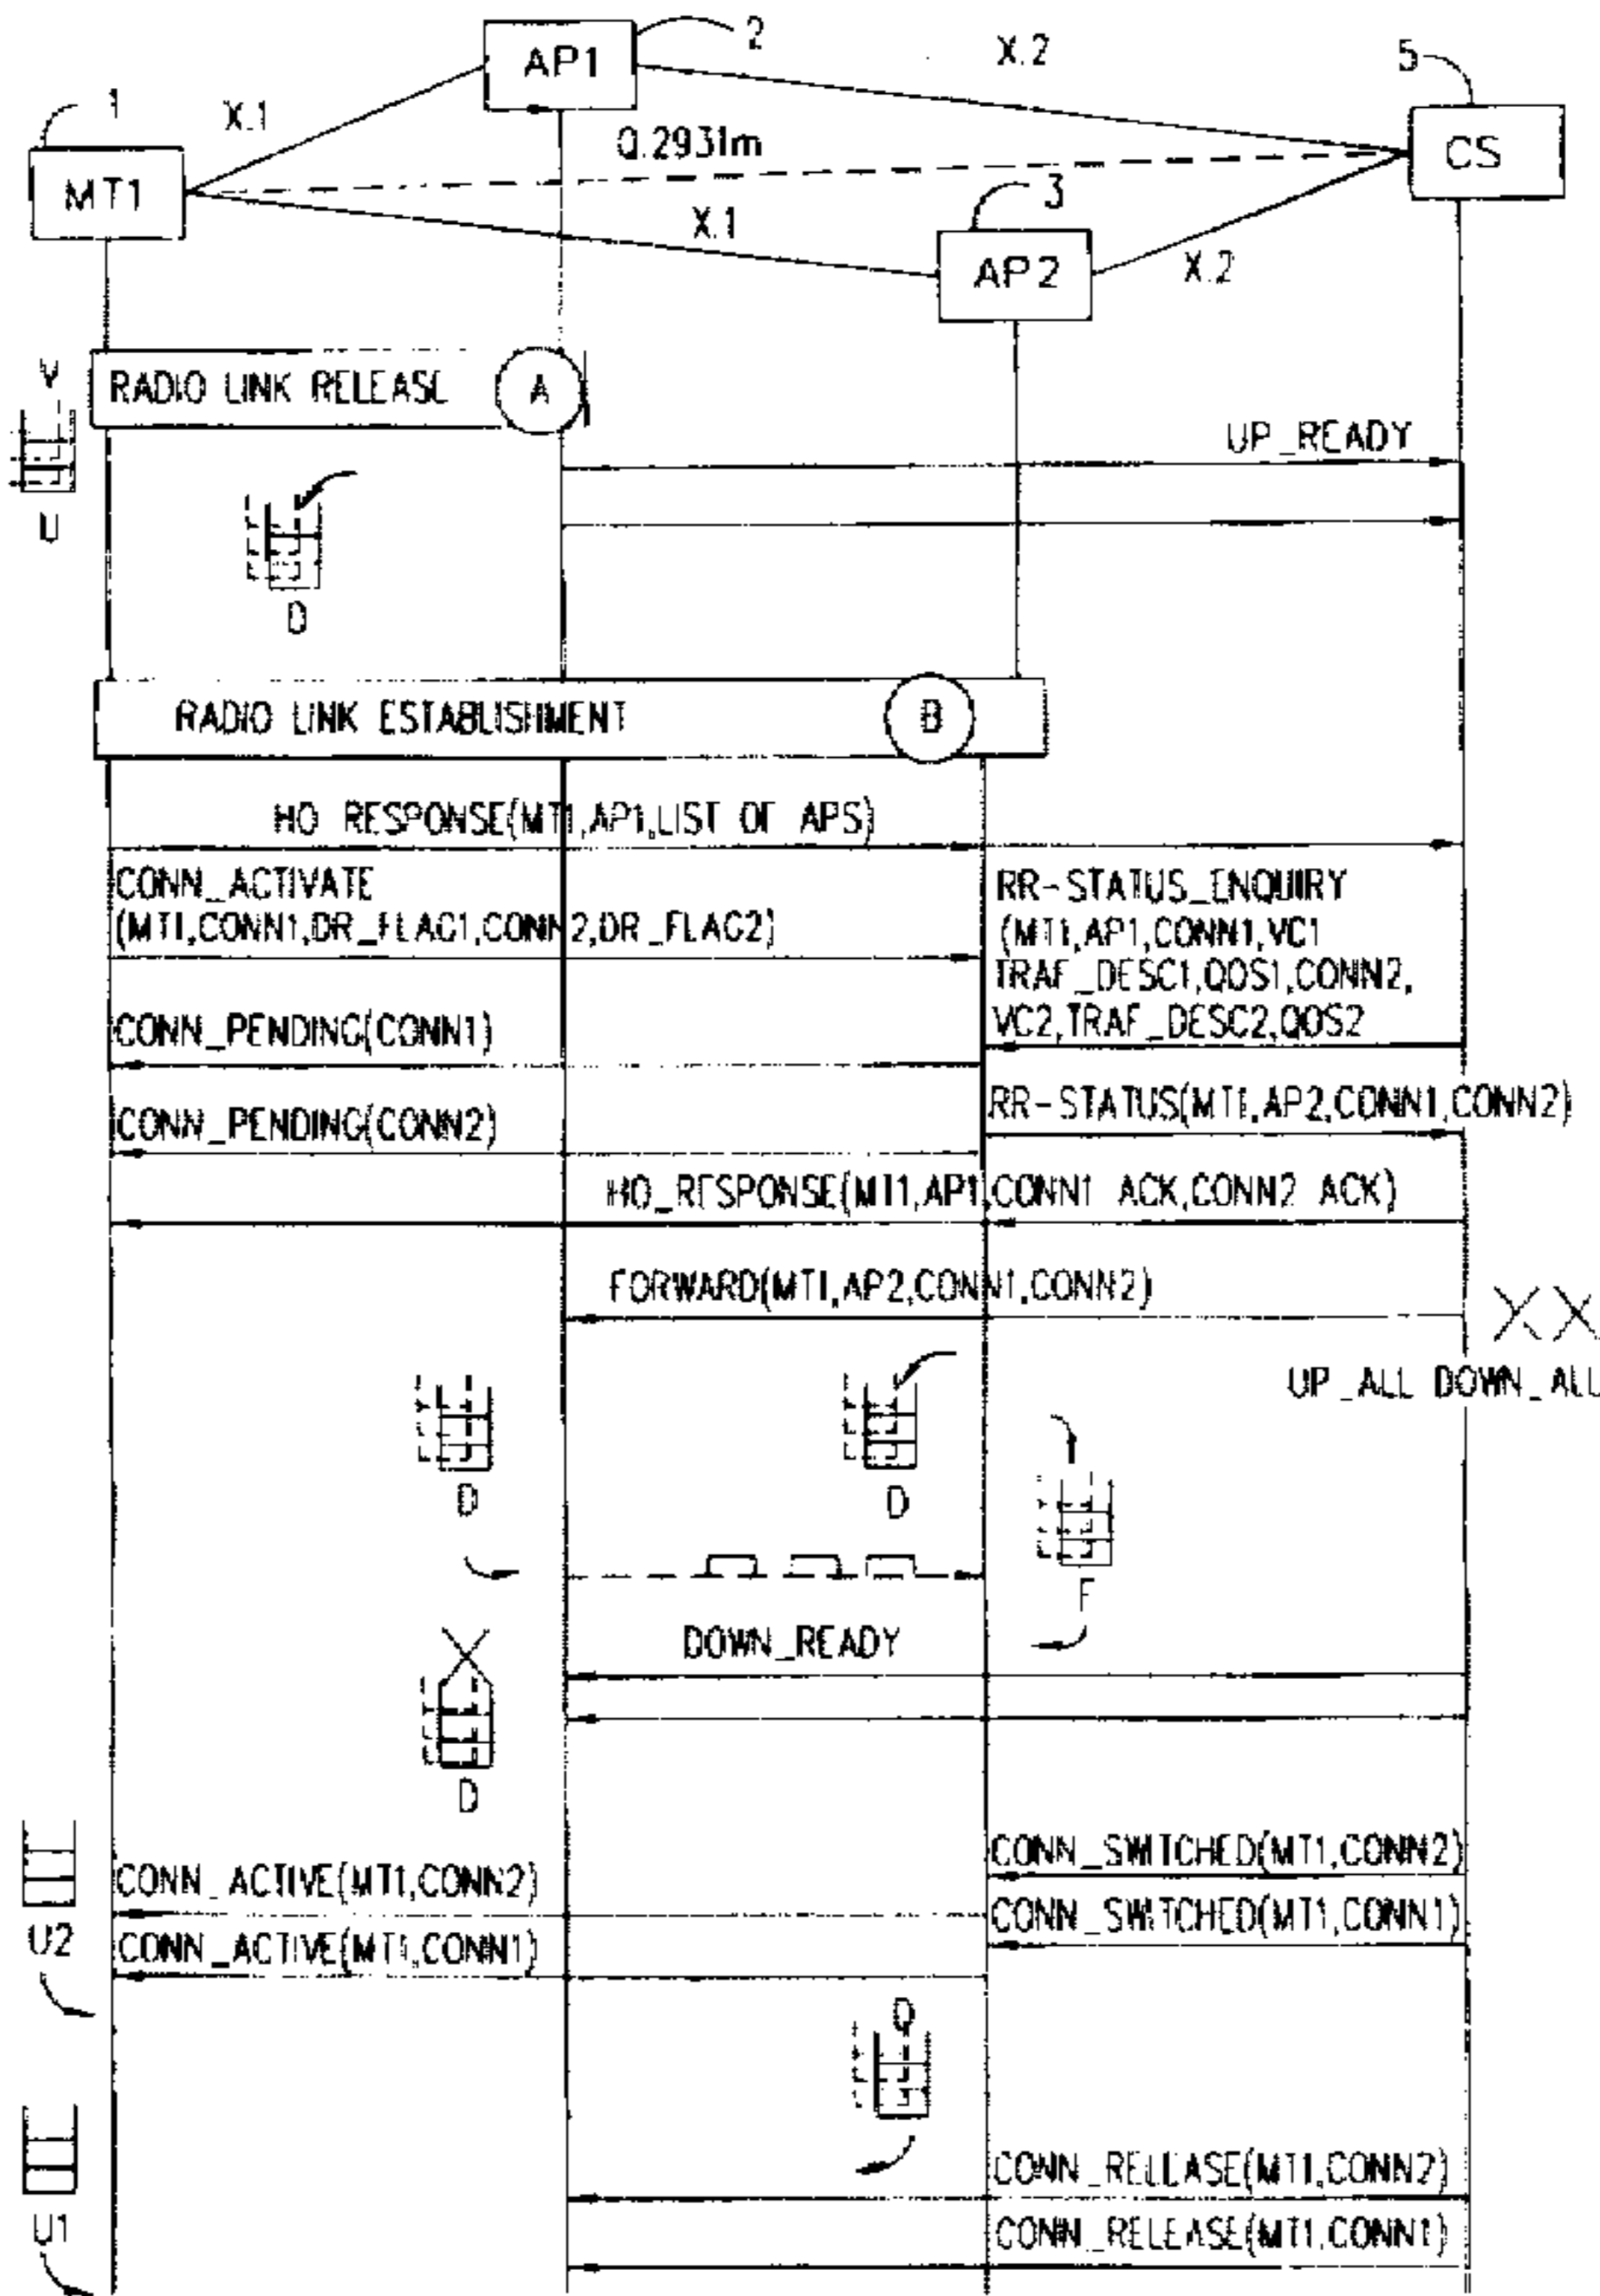 2
AP1
X.2
5
1
X.1
Q.2931m
CS
MT1
3
X.1
AP2
X.2
V
RADIO LINK RELEASE
A
UP_READY
U
D
RADIO LINK ESTABLISHMENT
B
HO RESPONSE(MT1,AP1,LIST OF APS)
CONN_ACTIVATE
(MT1,CONN1,DR_FLAG1,CONN2,DR_FLAG2)
RR-STATUS_ENQUIRY
(MT1,AP1,CONN1,VC1
TRAF_DESC1,QOS1,CONN2,
VC2,TRAF_DESC2,QOS2
CONN_PENDING(CONN1)
RR-STATUS(MT1,AP2,CONN1,CONN2)
CONN_PENDING(CONN2)
HO_RESPONSE(MT1,AP1,CONN1 ACK,CONN2 ACK)
FORWARD(MT1,AP2,CONN1,CONN2)
UP_ALL DOWN_ALL
D
D
F
DOWN_READY
D
CONN_SWITCHED(MT1,CONN2)
CONN_ACTIVE(MT1,CONN2)
CONN_SWITCHED(MT1,CONN1)
U2
CONN_ACTIVE(MT1,CONN1)
D
CONN_RELEASE(MT1,CONN2)
U1
CONN_RELEASE(MT1,CONN1)